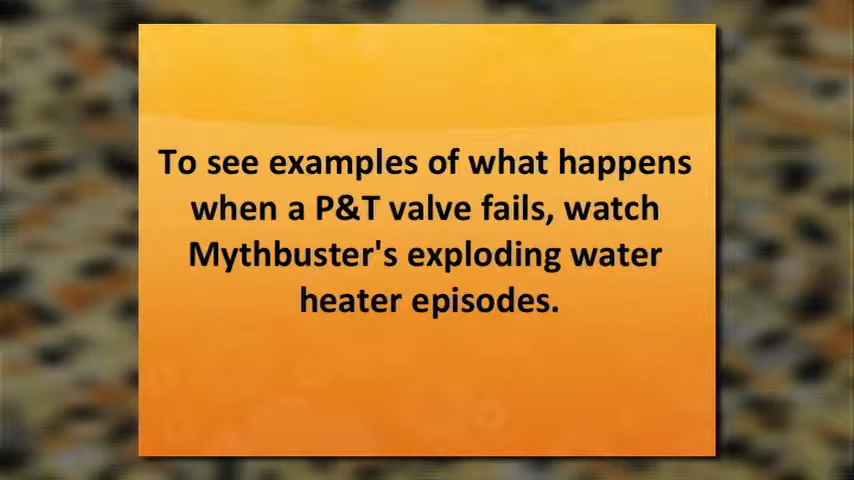 To see examples of what happens
when a P&T valve fails, watch
Mythbuster's exploding water
heater episodes.